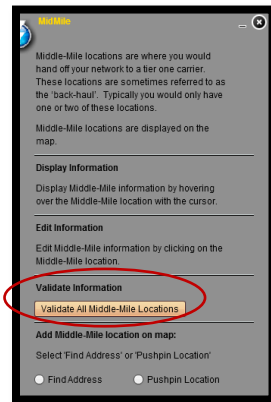 MidMile
Middle-Mile locations are where you would
hand off your network to a tier one carrier.
These locations are sometimes referred to as
the 'back-haul'. Typically you would only have
one or two of these locations.
Middle-Mile locations are displayed on the
map.
Display Information
Display Middle-Mile information by hovering
over the Middle-Mile location with the cursor.
Edit Information
Edit Middle-Mile information by clicking on the
Middle-Mile location.
Validate Information
Validate All Middle-Mile Locations
Add Middle-Mile location on map:
Select 'Find Address' or 'Pushpin Location'
Find Address Pushpin Location